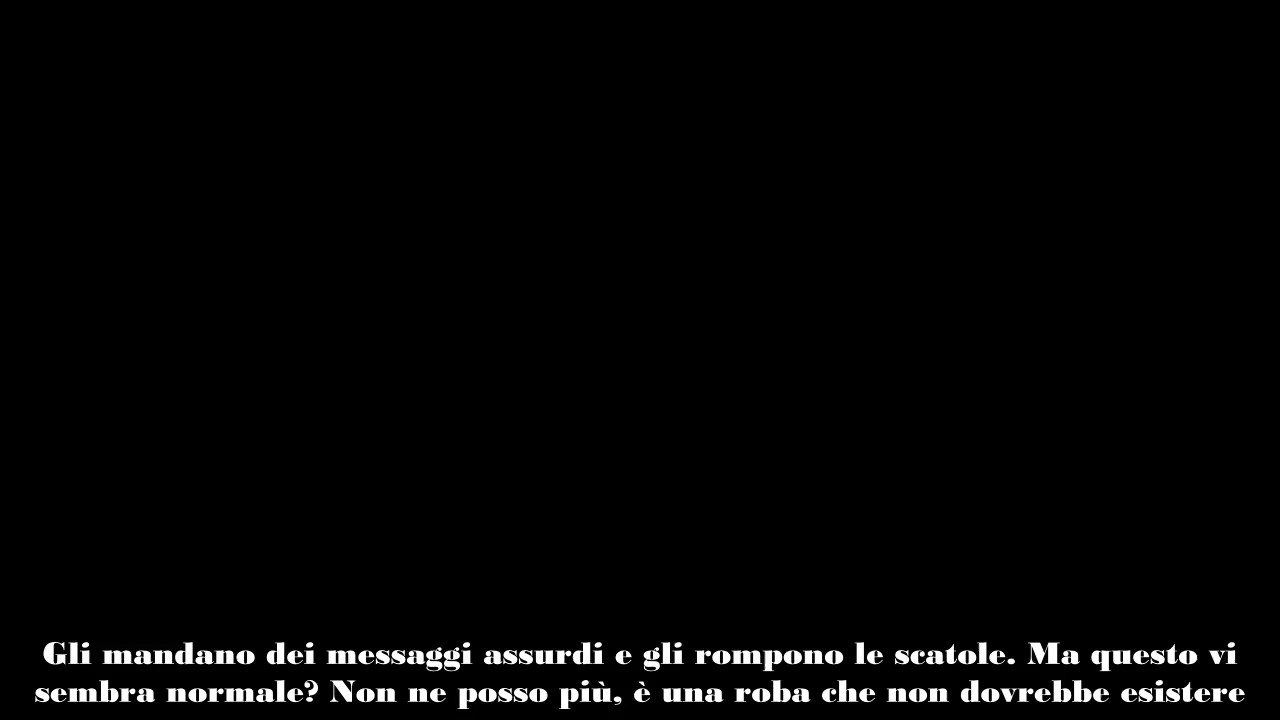 Gli mandano dei messaggi assurdi e gli rompono le scatole. Ma questo vi
sembra normale? Non ne posso più, è una roba che non dovrebbe esistere